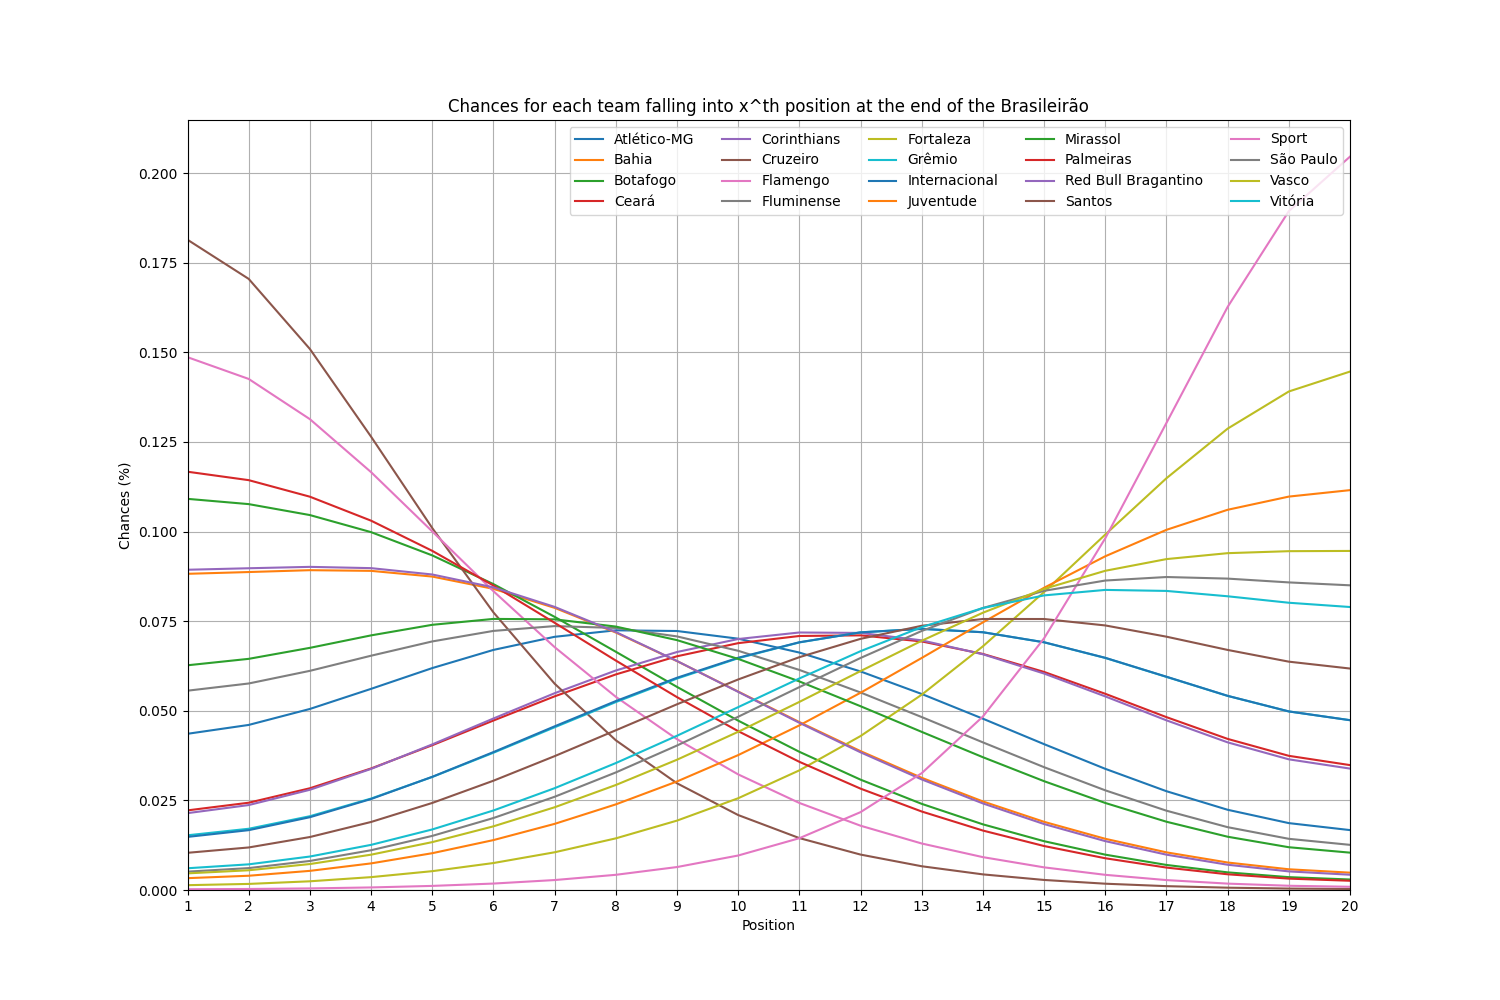 Chances for each team falling into x^th position at the end of the Brasileirão
Atlético-MG
Bahia
Botafogo
Ceará
Corinthians
Cruzeiro
Flamengo
Fluminense
Fortaleza
Grêmio
Internacional
Juventude
Mirassol
Palmeiras
Red Bull Bragantino
Santos
Sport
São Paulo
Vasco
Vitória
Chances (%)
0.200
0.175
0.150
0.125
0.100
0.075
0.050
0.025
0.000
1 2 3 4 5 6 7 8 9 10 11 12 13 14 15 16 17 18 19 20
Position